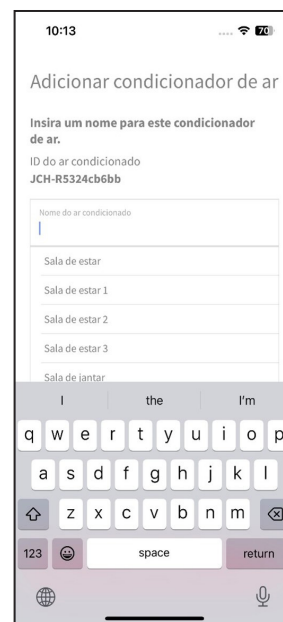 10:13
70
Adicionar condicionador de ar
Insira um nome para este condicionador
de ar.
ID do ar condicionado
JCH-R5324cb6bb
Nome do ar condicionado
Sala de estar
Sala de estar 1
Sala de estar 2
Sala de estar 3
Sala de jantar
I the I'm
q w e r t y u i o p
a s d f g h j k l
z x c v b n m
123 space return